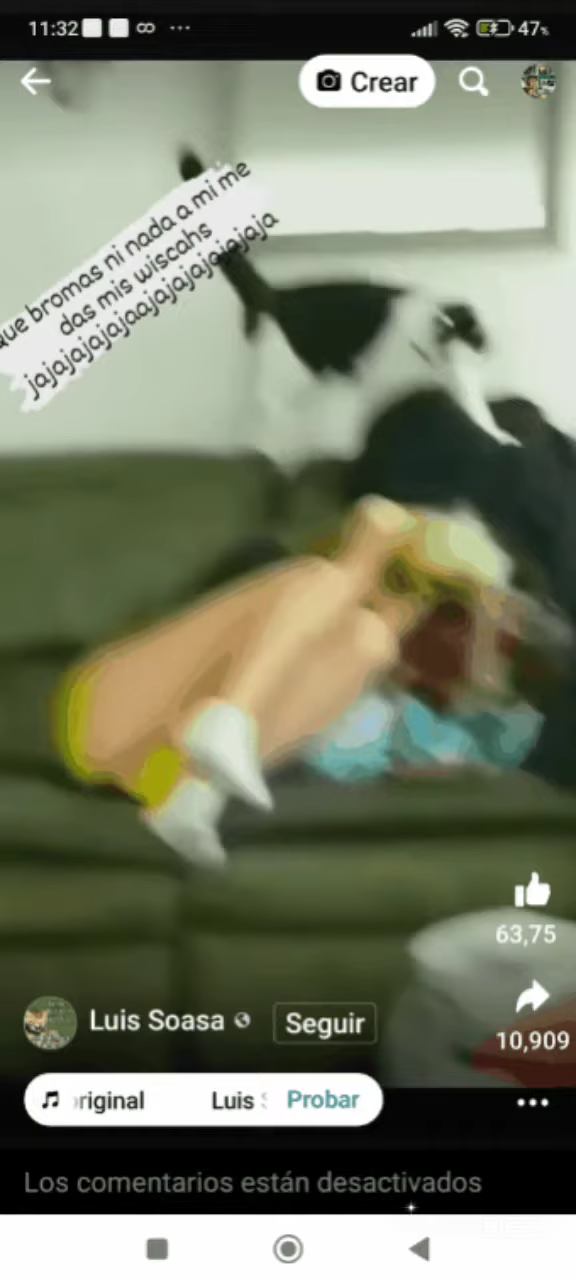 11:32
47%
Crear
que bromas ni nada a mi me
das mis wiscahs
jajajajajajaajajajajajajaja
63,75
10,909
Luis Soasa
Seguir
riginal Luis Probar
Los comentarios están desactivados